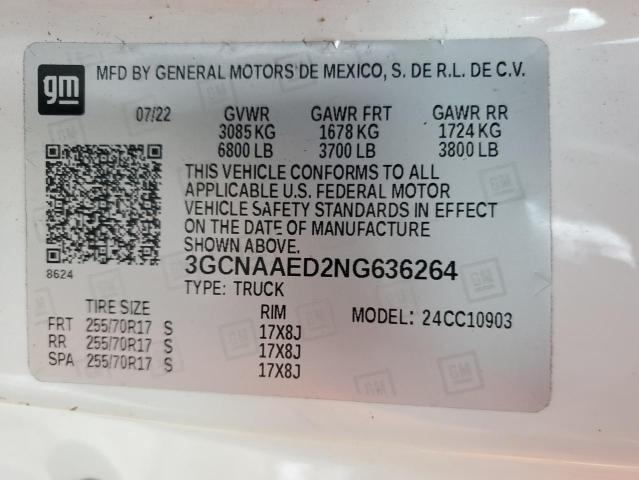 gm
MFD BY GENERAL MOTORS DE MEXICO, S. DE R.L. DE C.V.
07/22 GVWR GAWR FRT GAWR RR
3085 KG 1678 KG 1724 KG
6800 LB 3700 LB 3800 LB
THIS VEHICLE CONFORMS TO ALL
APPLICABLE U.S. FEDERAL MOTOR
VEHICLE SAFETY STANDARDS IN EFFECT
ON THE DATE OF MANUFACTURE
SHOWN ABOVE.
8624
3GCNAAED2NG636264
TYPE: TRUCK
TIRE SIZE RIM MODEL: 24CC10903
FRT 255/70R17 S 17X8J
RR 255/70R17 S 17X8J
SPA 255/70R17 S 17X8J